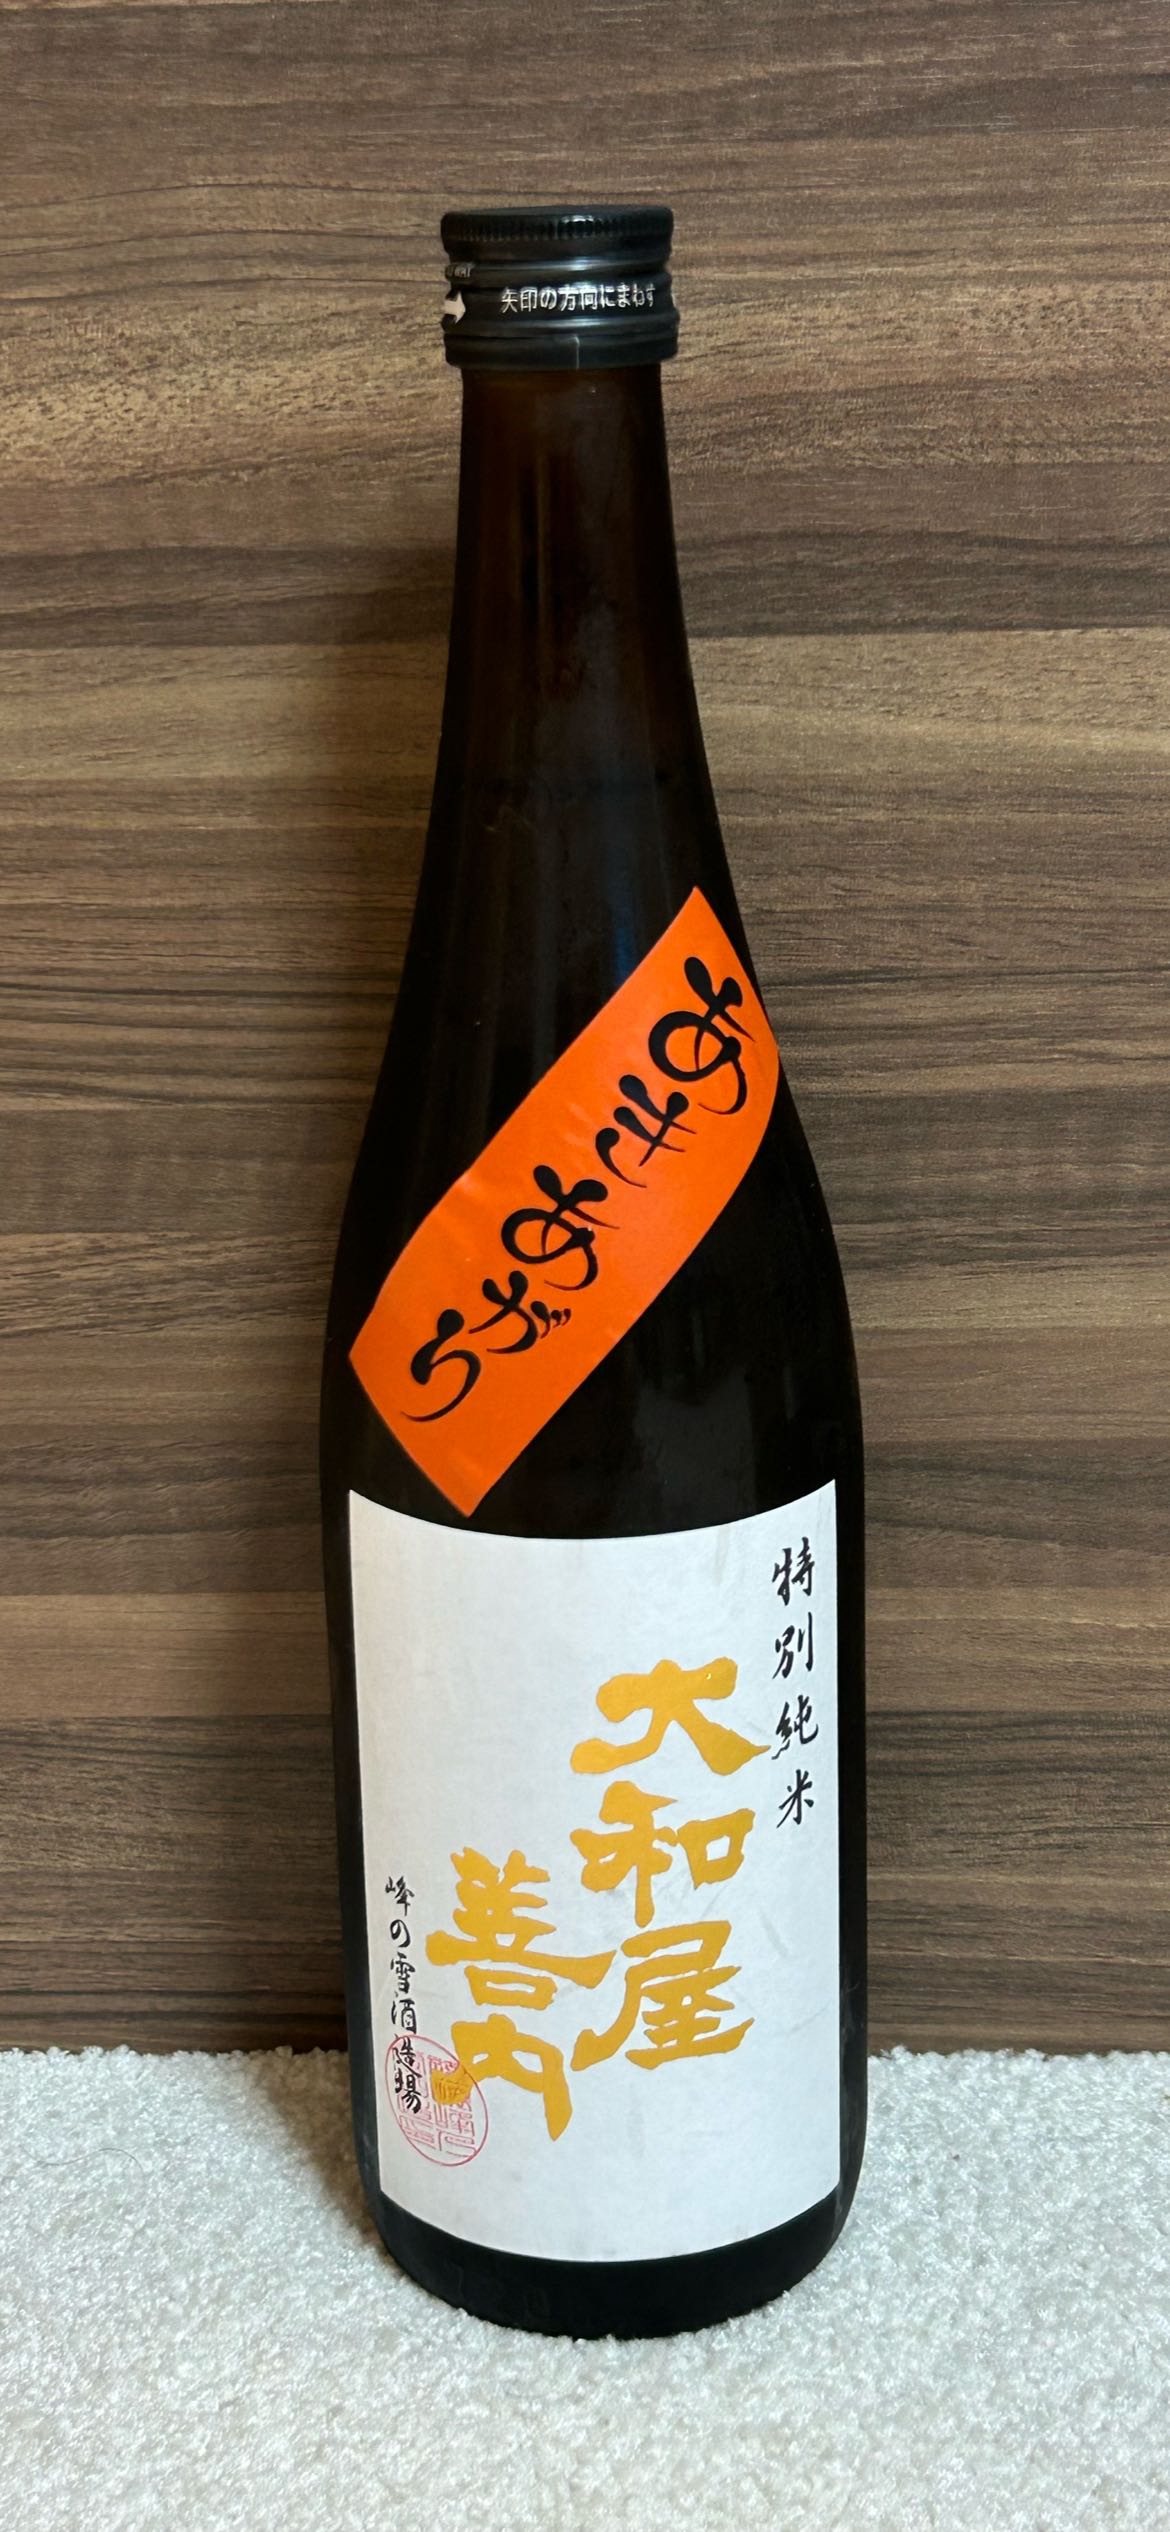 矢印の方向にまわす
あきあがり
特別純米
大和屋
善内
峰の雪酒造場